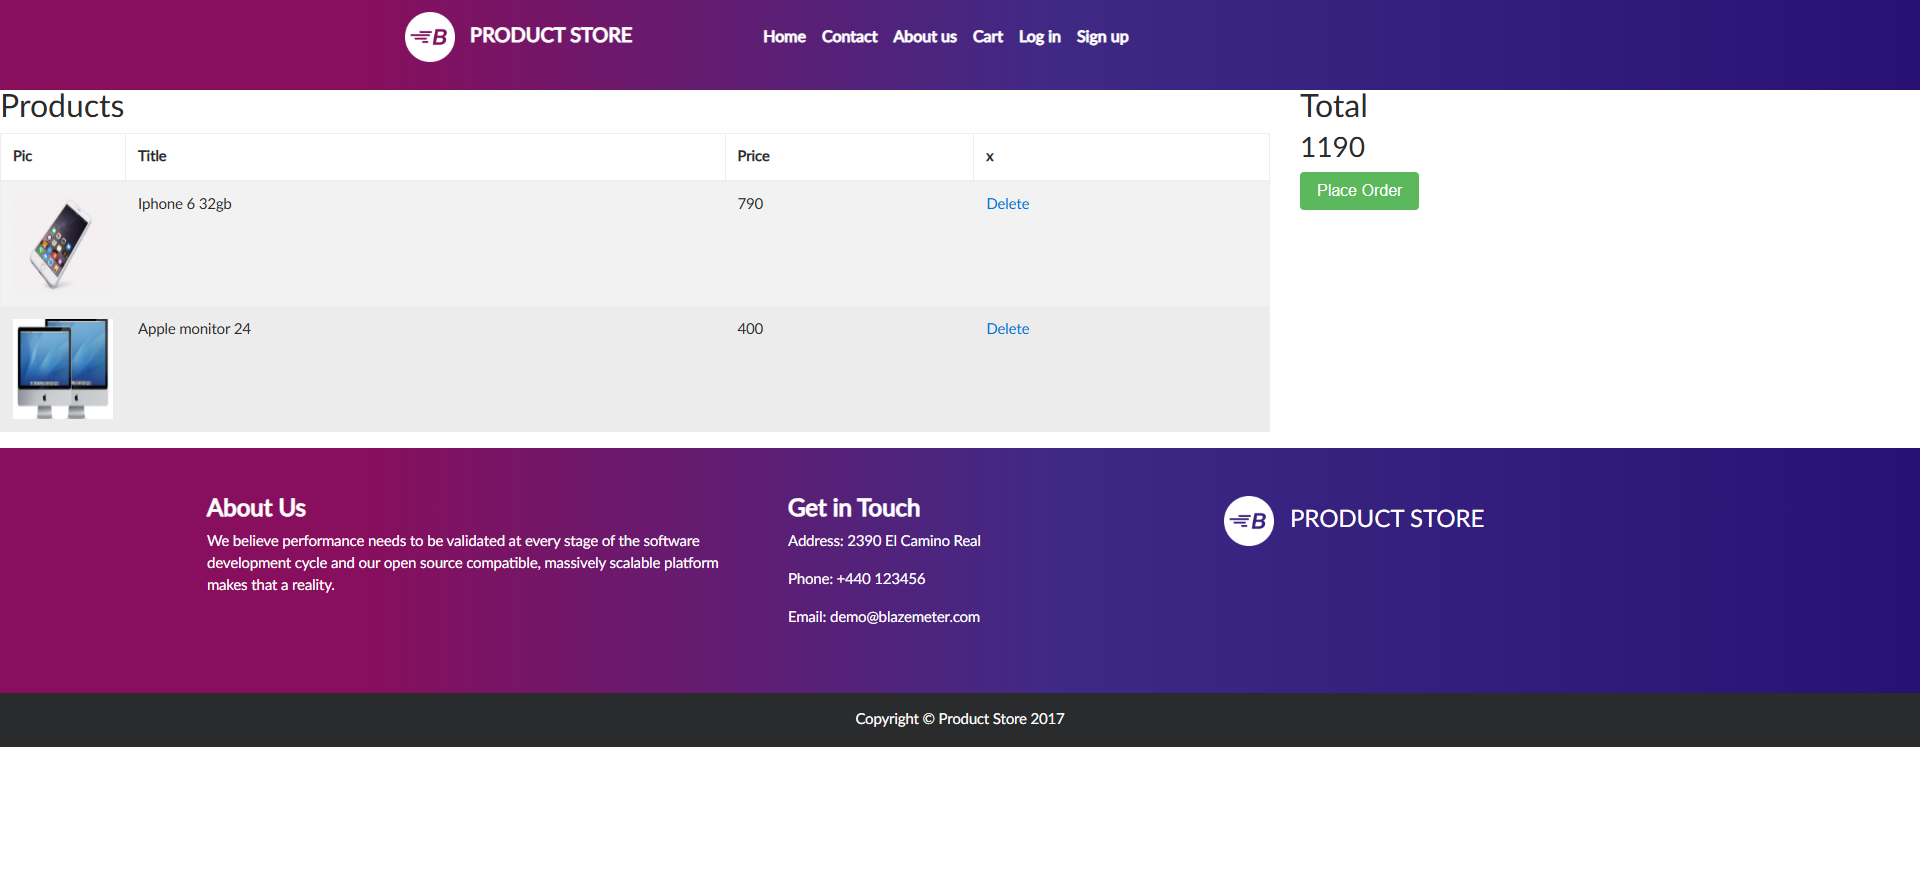 B PRODUCT STORE
Home Contact About us Cart Log in Sign up
Products
Pic Title Price x
Iphone 6 32gb 790 Delete
Apple monitor 24 400 Delete
Total
1190
Place Order
About Us
We believe performance needs to be validated at every stage of the software
development cycle and our open source compatible, massively scalable platform
makes that a reality.
Get in Touch
Address: 2390 El Camino Real
Phone: +440 123456
Email: demo@blazemeter.com
B PRODUCT STORE
Copyright © Product Store 2017